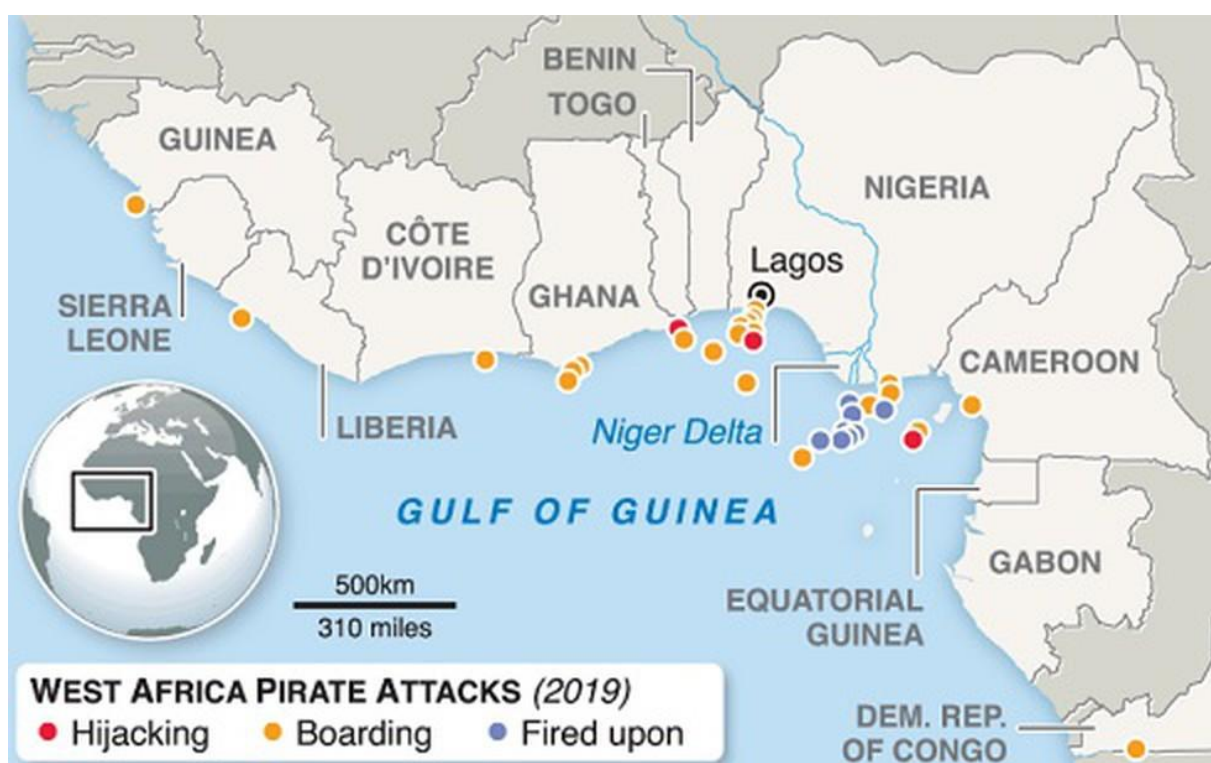 BENIN
TOGO
GUINEA
NIGERIA
CÔTE
D'IVOIRE
Lagos
GHANA
SIERRA
LEONE
CAMEROON
LIBERIA
Niger Delta
GULF OF GUINEA
GABON
500km
310 miles
EQUATORIAL
GUINEA
WEST AFRICA PIRATE ATTACKS (2019)
Hijacking Boarding Fired upon
DEM. REP.
OF CONGO